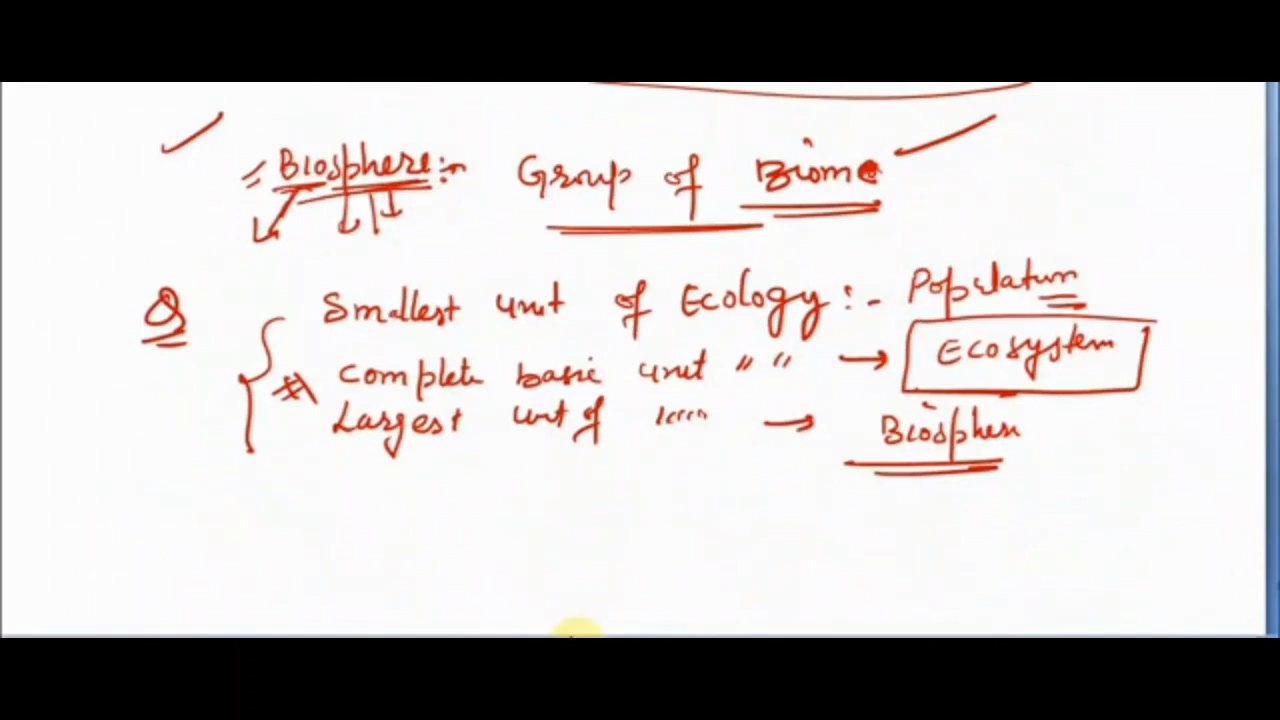 Biosphere :- Group of Biome
Q
Smallest unit of Ecology :- Population
Complete basic unit " " → Ecosystem
Largest unit of " " → Biosphere